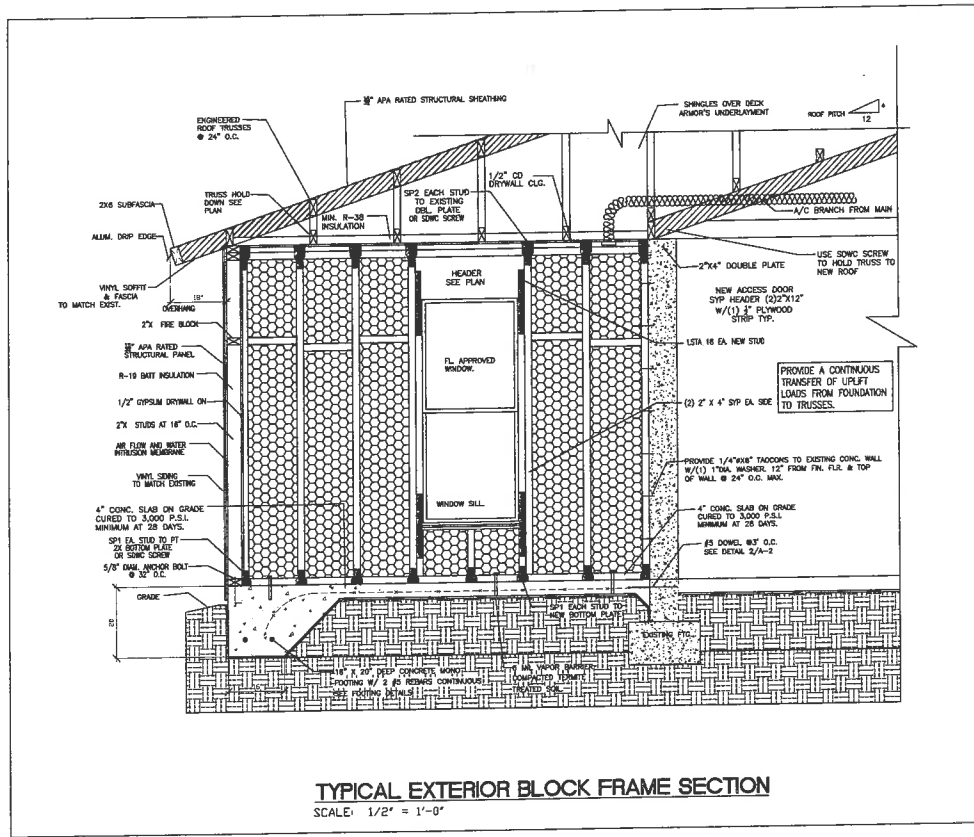 APA RATED STRUCTURAL SHEATHING
ENGINEERED
ROOF TRUSSES
@ 24" O.C.
SHINGLES OVER DECK
ARMOR'S UNDERLAYMENT
ROOF PITCH
12
TRUSS HOLD
DOWN SEE
PLAN
MIN. R-38
INSULATION
SP2 EACH STUD
TO EXISTING
DBL. PLATE
OR SDWC SCREW
1/2" CD
DRYWALL CLG.
2X6 SUBFASCIA
ALUM. DRIP EDGE
A/C BRANCH FROM MAIN
USE SDWC SCREW
TO HOLD TRUSS TO
NEW ROOF
VINYL SOFFIT
& FASCIA
TO MATCH EXIST.
18"
OVERHANG
2"X FIRE BLOCK
APA RATED
STRUCTURAL PANEL
R-19 BATT INSULATION
1/2" GYPSUM DRYWALL ON
2"X STUDS AT 16" O.C.
AIR FLOW AND WATER
INTRUSION MEMBRANE
VINYL SIDING
TO MATCH EXISTING
4" CONC. SLAB ON GRADE
CURED TO 3,000 P.S.I.
MINIMUM AT 28 DAYS.
SP1 EA. STUD TO PT
2X BOTTOM PLATE
OR SDWC SCREW
5/8" DIAM. ANCHOR BOLT
@ 32" O.C.
GRADE
20
16"
HEADER
SEE PLAN
FL. APPROVED
WINDOW.
WINDOW SILL
2"X4" DOUBLE PLATE
NEW ACCESS DOOR
SYP HEADER (2)2"X12"
W/(1) PLYWOOD
STRIP TYP.
LSTA 18 EA. NEW STUD
PROVIDE A CONTINUOUS
TRANSFER OF UPLIFT
LOADS FROM FOUNDATION
TO TRUSSES.
(2) 2" X 4" SYP EA. SIDE
PROVIDE 1/4"ØX6" TAOCONS TO EXISTING CONC. WALL
W/(1) 1"DIA. WASHER. 12" FROM FIN. FLR. & TOP
OF WALL @ 24" O.C. MAX.
4" CONC. SLAB ON GRADE
CURED TO 3,000 P.S.I.
MINIMUM AT 28 DAYS.
#5 DOWEL @3' O.C.
SEE DETAIL 2/A-2
SP1 EACH STUD TO
NEW BOTTOM PLATE
EXISTING FTG.
16" X 20" DEEP CONCRETE MONO
FOOTING W/ 2 #5 REBARS CONTINUOUS
SEE FOOTING DETAILS
6 MIL VAPOR BARRIER
COMPACTED TERMITE
TREATED SOIL
TYPICAL EXTERIOR BLOCK FRAME SECTION
SCALE: 1/2" = 1'-0"